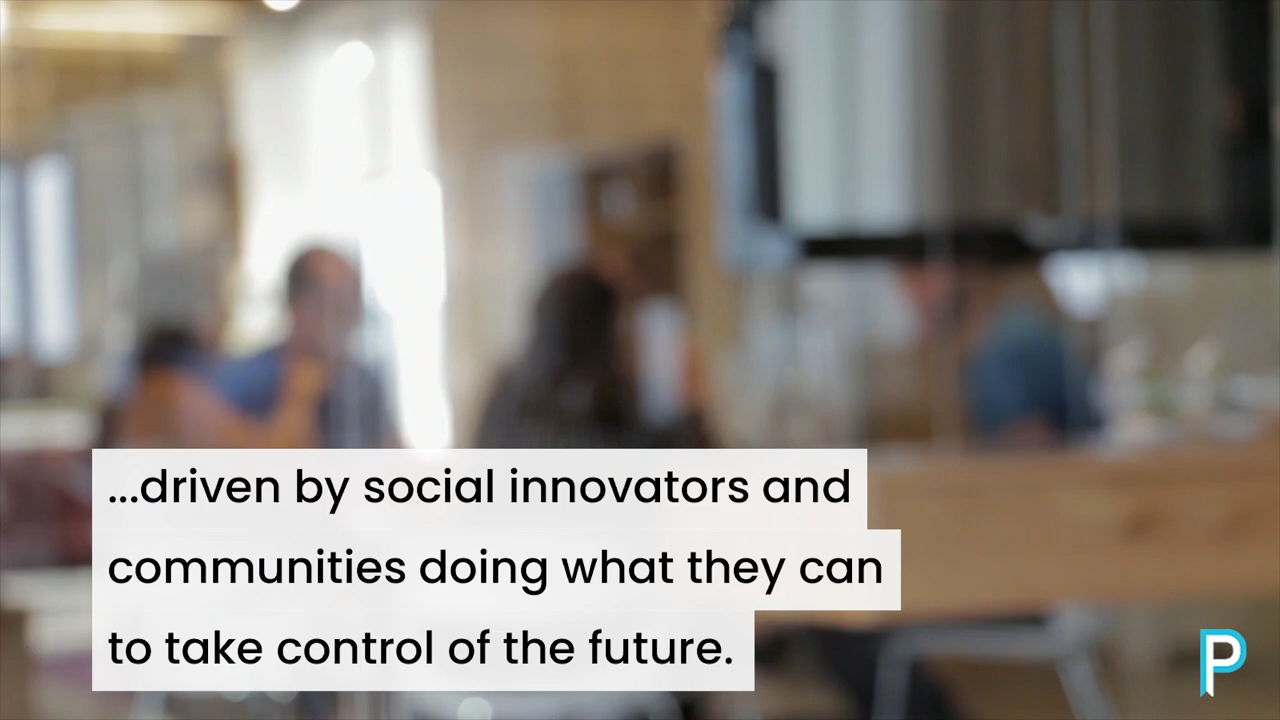 ...driven by social innovators and
communities doing what they can
to take control of the future.
P